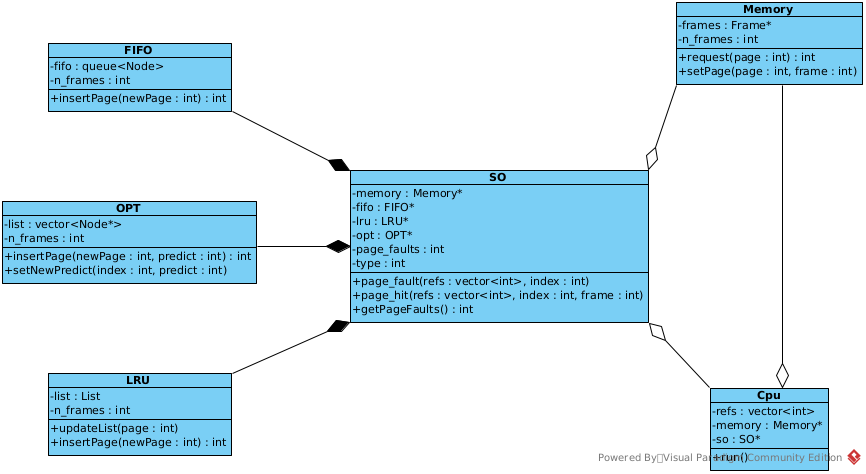 Memory
-frames : Frame*
-n_frames : int
+request(page : int) : int
+setPage(page : int, frame : int)
FIFO
-fifo : queue<Node>
-n_frames : int
+insertPage(newPage : int) : int
SO
-memory : Memory*
-fifo : FIFO*
-lru : LRU*
-opt : OPT*
-page_faults : int
-type : int
+page_fault(refs : vector<int>, index : int)
+page_hit(refs : vector<int>, index : int, frame : int)
+getPageFaults() : int
OPT
-list : vector<Node*>
-n_frames : int
+insertPage(newPage : int, predict : int) : int
+setNewPredict(index : int, predict : int)
LRU
-list : List
-n_frames : int
+updateList(page : int)
+insertPage(newPage : int) : int
Cpu
-refs : vector<int>
-memory : Memory*
-so : SO*
+run()
Powered By Visual Paradigm Community Edition